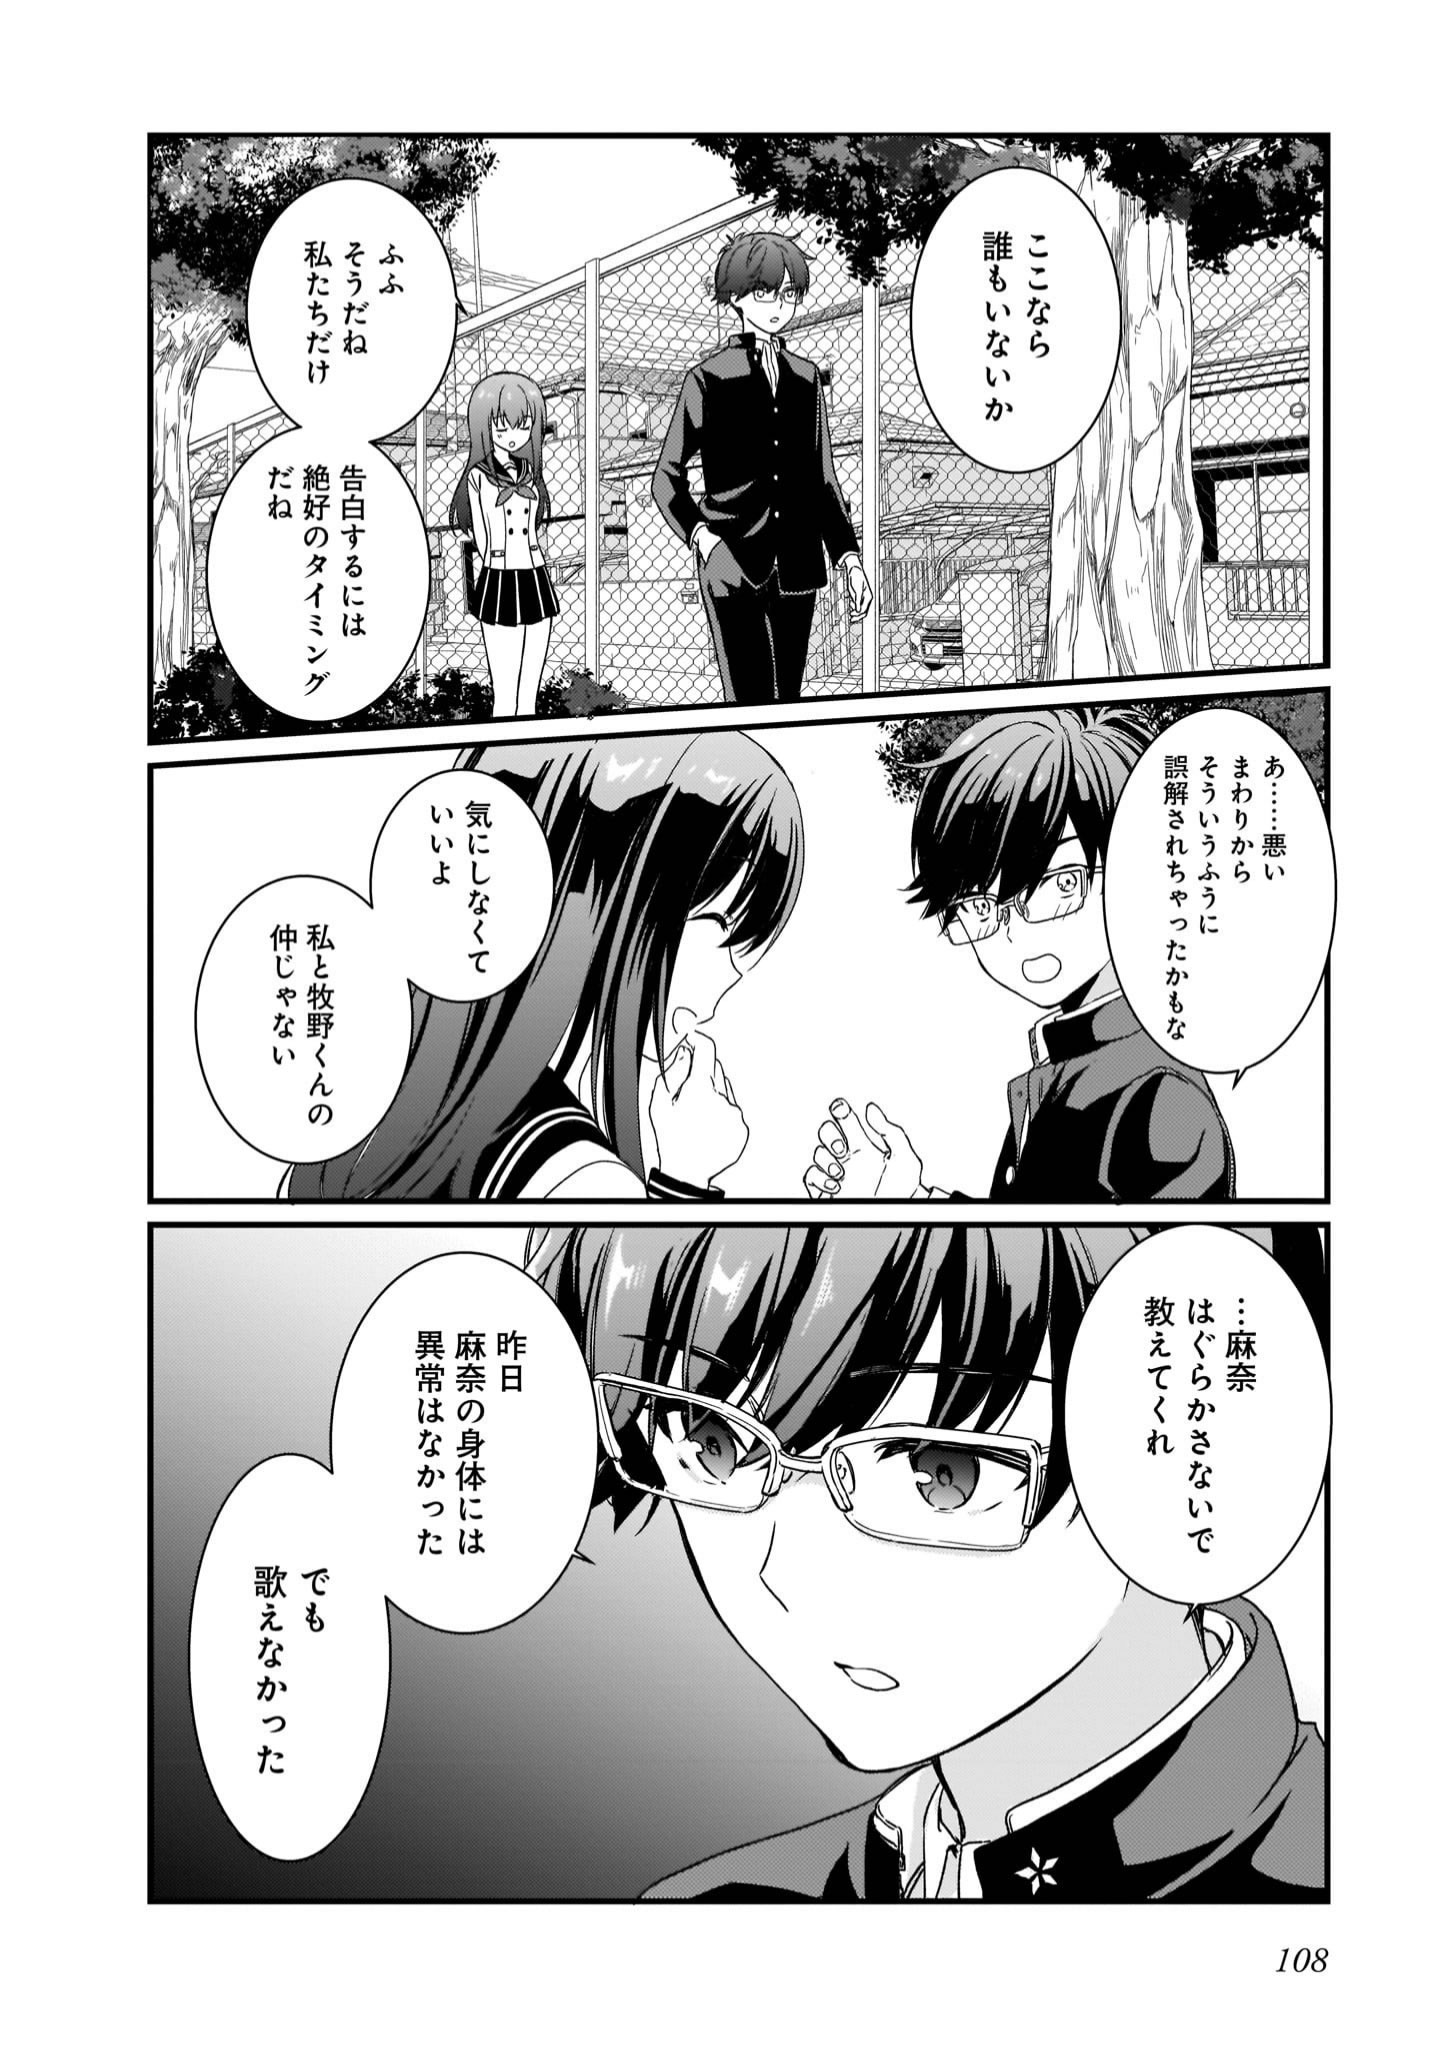 ここなら
誰もいないか
ふふ
そうだね
私たちだけ
告白するには
絶好のタイミング
だね
あ……悪い
まわりから
そういうふうに
誤解されちゃったかもな
気にしなくて
いいよ
私と牧野くんの
仲じゃない
…麻奈
はぐらかさないで
教えてくれ
昨日
麻奈の身体には
異常はなかった
でも
歌えなかった
108